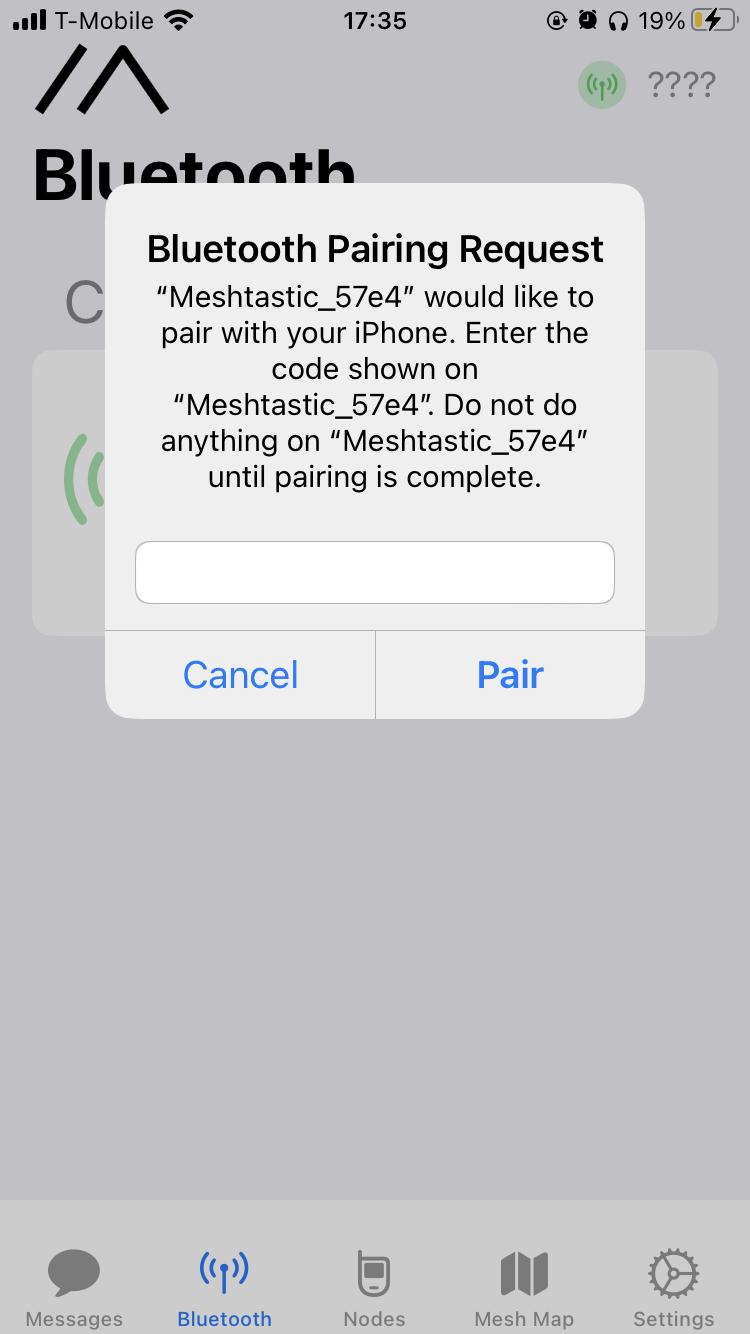 T-Mobile 17:35 19%
????
Bluetooth
C
Bluetooth Pairing Request
“Meshtastic_57e4” would like to
pair with your iPhone. Enter the
code shown on
“Meshtastic_57e4”. Do not do
anything on “Meshtastic_57e4”
until pairing is complete.
Cancel Pair
Messages Bluetooth Nodes Mesh Map Settings